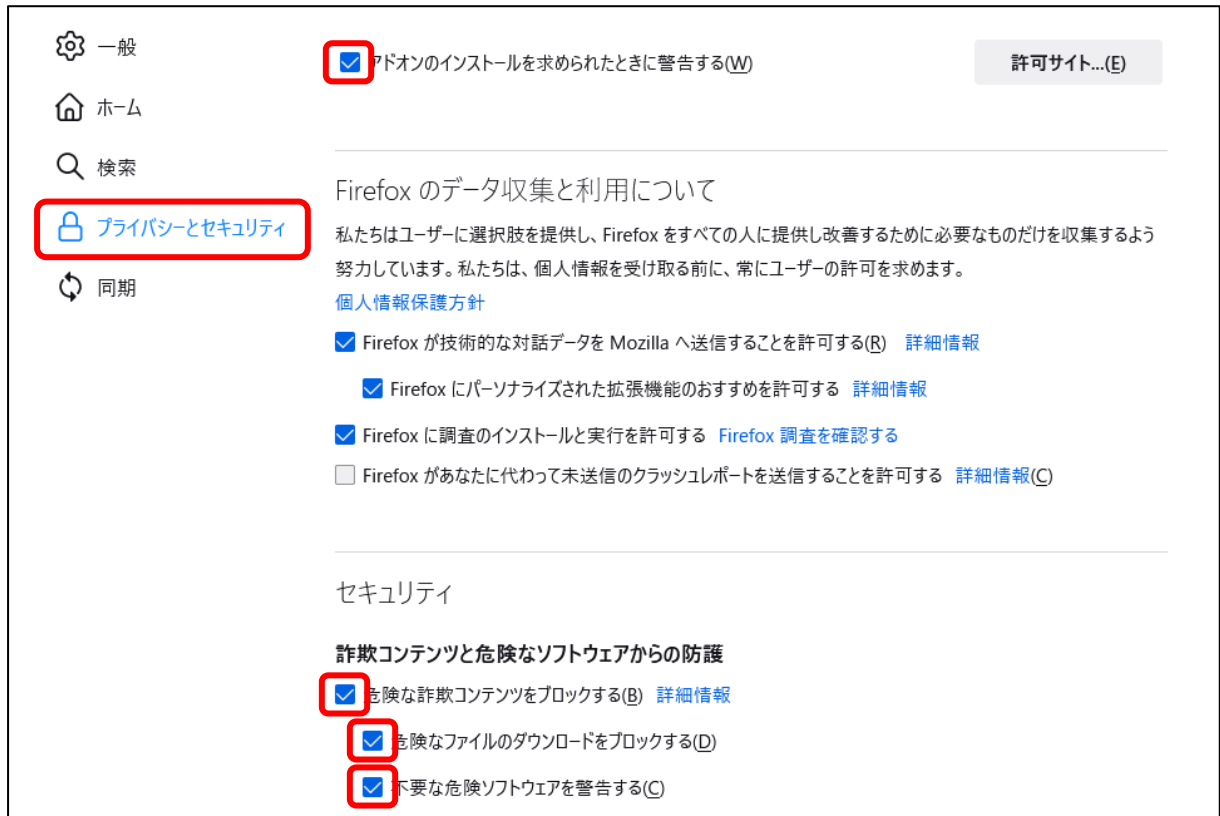 一般
ホーム
検索
プライバシーとセキュリティ
同期
アドオンのインストールを求められたときに警告する(W)
許可サイト...(E)
Firefox のデータ収集と利用について
私たちはユーザーに選択肢を提供し、Firefox をすべての人に提供し改善するために必要なものだけを収集するよう
努力しています。私たちは、個人情報を受け取る前に、常にユーザーの許可を求めます。
個人情報保護方針
Firefox が技術的な対話データを Mozilla へ送信することを許可する(R) 詳細情報
Firefox にパーソナライズされた拡張機能のおすすめを許可する 詳細情報
Firefox に調査のインストールと実行を許可する Firefox 調査を確認する
Firefox があなたに代わって未送信のクラッシュレポートを送信することを許可する 詳細情報(C)
セキュリティ
詐欺コンテンツと危険なソフトウェアからの防護
危険な詐欺コンテンツをブロックする(B) 詳細情報
危険なファイルのダウンロードをブロックする(D)
不要な危険ソフトウェアを警告する(C)